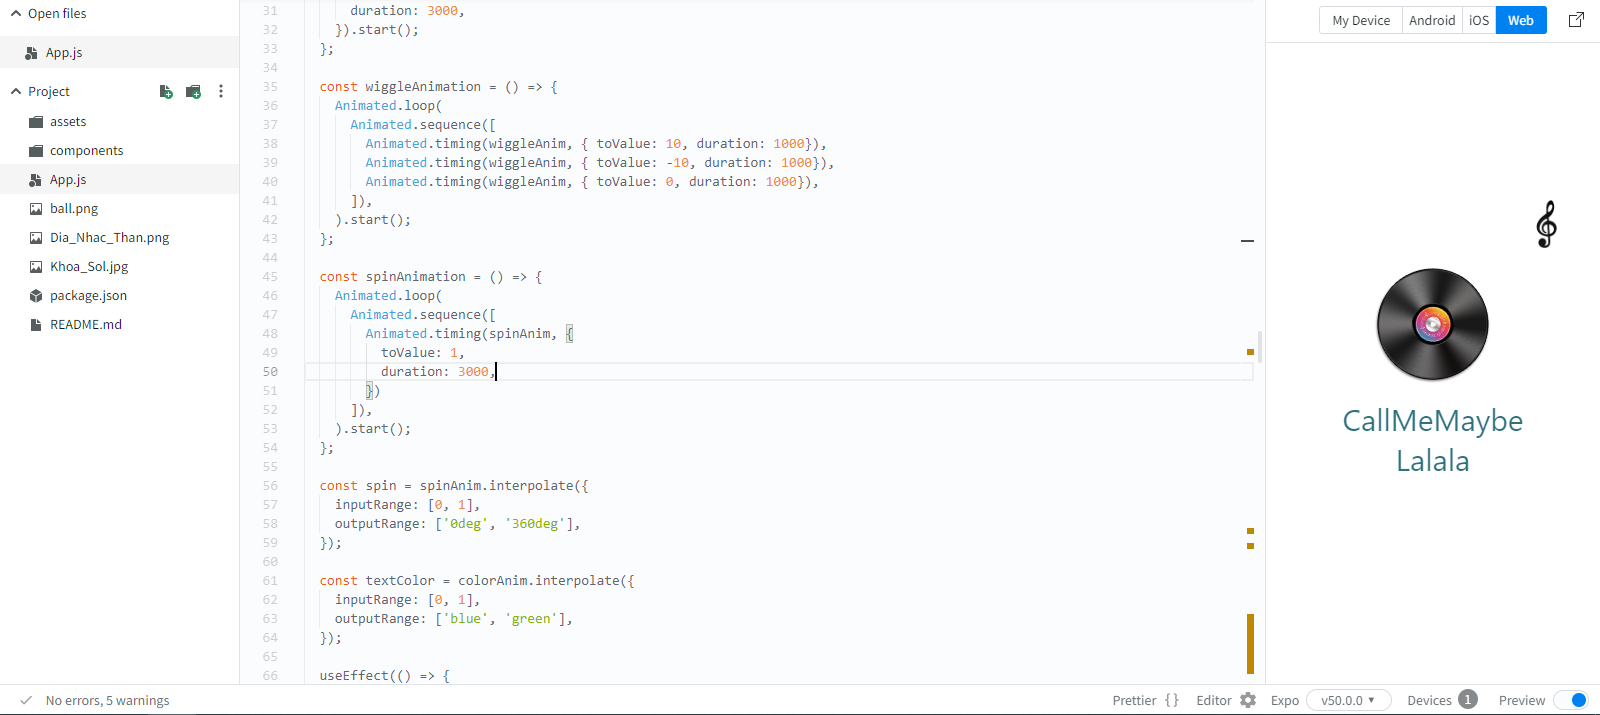 Open files
App.js
Project
assets
components
App.js
ball.png
Dia_Nhac_Than.png
Khoa_Sol.jpg
package.json
README.md
31 duration: 3000,
32 }).start();
33 };
34
35 const wiggleAnimation = () => {
36 Animated.loop(
37 Animated.sequence([
38 Animated.timing(wiggleAnim, { toValue: 10, duration: 1000}),
39 Animated.timing(wiggleAnim, { toValue: -10, duration: 1000}),
40 Animated.timing(wiggleAnim, { toValue: 0, duration: 1000}),
41 ]),
42 ).start();
43 };
44
45 const spinAnimation = () => {
46 Animated.loop(
47 Animated.sequence([
48 Animated.timing(spinAnim, {
49 toValue: 1,
50 duration: 3000,
51 })
52 ]),
53 ).start();
54 };
55
56 const spin = spinAnim.interpolate({
57 inputRange: [0, 1],
58 outputRange: ['0deg', '360deg'],
59 });
60
61 const textColor = colorAnim.interpolate({
62 inputRange: [0, 1],
63 outputRange: ['blue', 'green'],
64 });
65
66 useEffect(() => {
My Device Android iOS Web
CallMeMaybe
Lalala
No errors, 5 warnings
Prettier {} Editor Expo v50.0.0 Devices 1 Preview